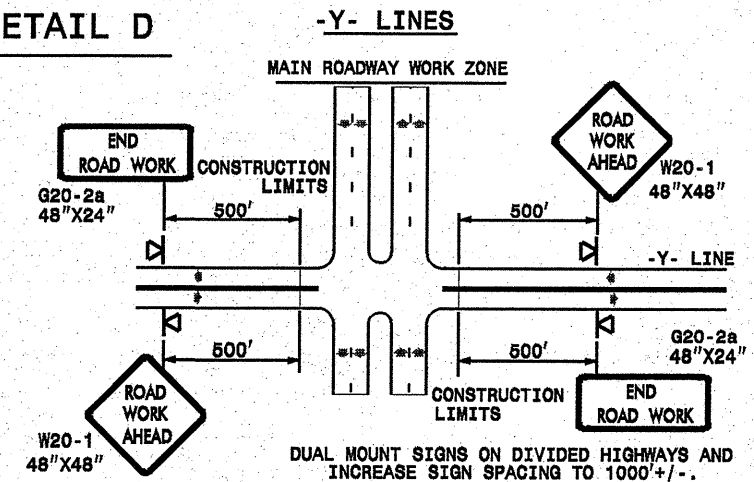 ETAIL D
-Y- LINES
MAIN ROADWAY WORK ZONE
END
ROAD WORK
G20-2a
48"X24"
CONSTRUCTION
LIMITS
500'
500'
ROAD
WORK
AHEAD
W20-1
48"X48"
-Y- LINE
500'
500'
ROAD
WORK
AHEAD
W20-1
48"X48"
CONSTRUCTION
LIMITS
G20-2a
48"X24"
END
ROAD WORK
DUAL MOUNT SIGNS ON DIVIDED HIGHWAYS AND
INCREASE SIGN SPACING TO 1000'+/-.